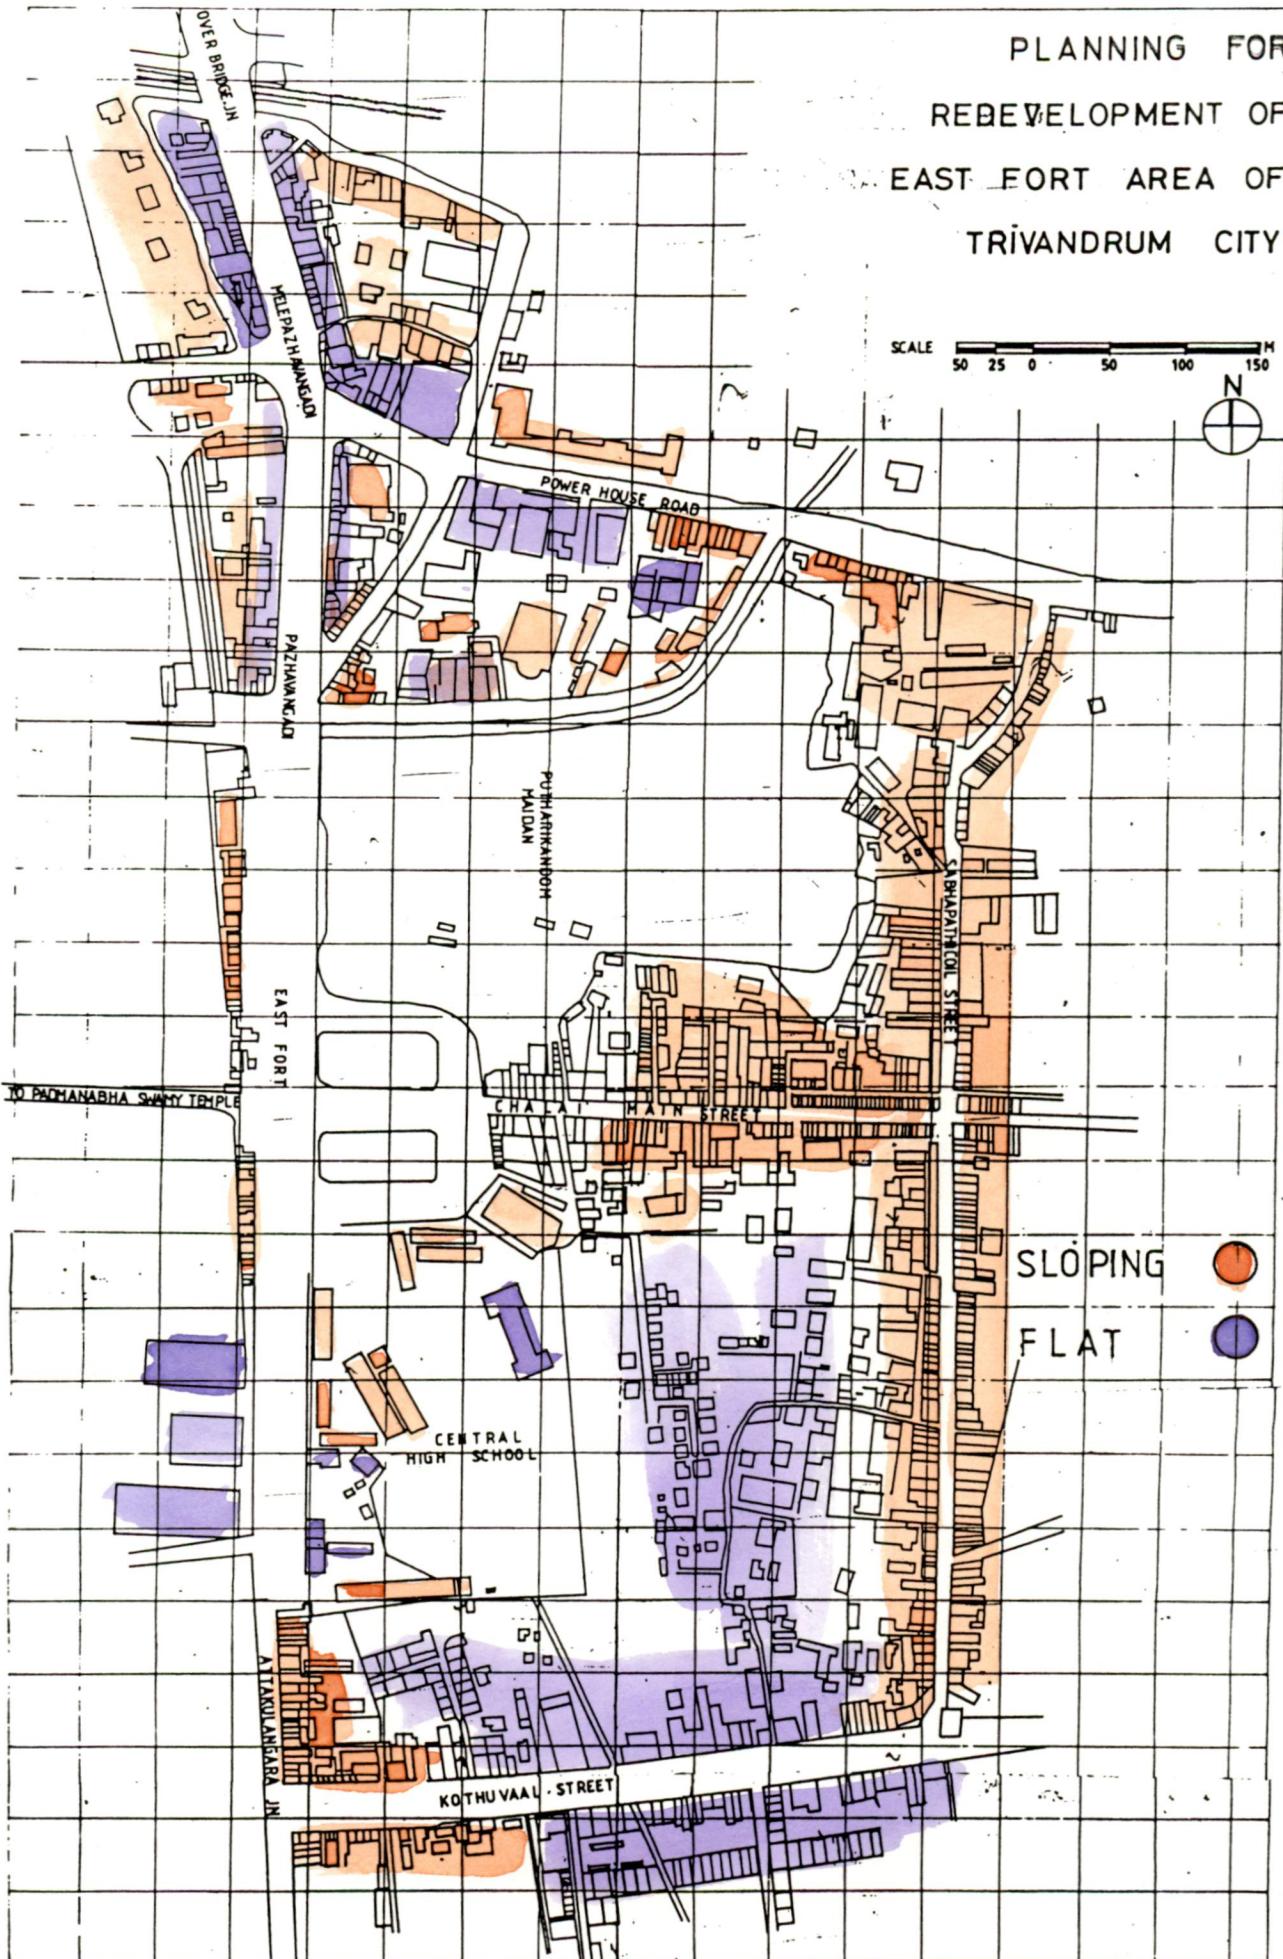 PLANNING FOR
REDEVELOPMENT OF
EAST FORT AREA OF
TRIVANDRUM CITY
SCALE
50 25 0 50 100 150
M
N
OVER BRIDGE.JN
MELEPAZHAVANGADI
POWER HOUSE ROAD
PAZHAVANGADI
PUTHARIKANDOM
MAIDAN
SABHAPATHICOIL STREET
EAST FORT
TO PADMANABHA SWAMY TEMPLE
CHALAI MAIN STREET
SLOPING
FLAT
CENTRAL
HIGH SCHOOL
ATTAKULANGARA JN
KOTHUVAAL STREET